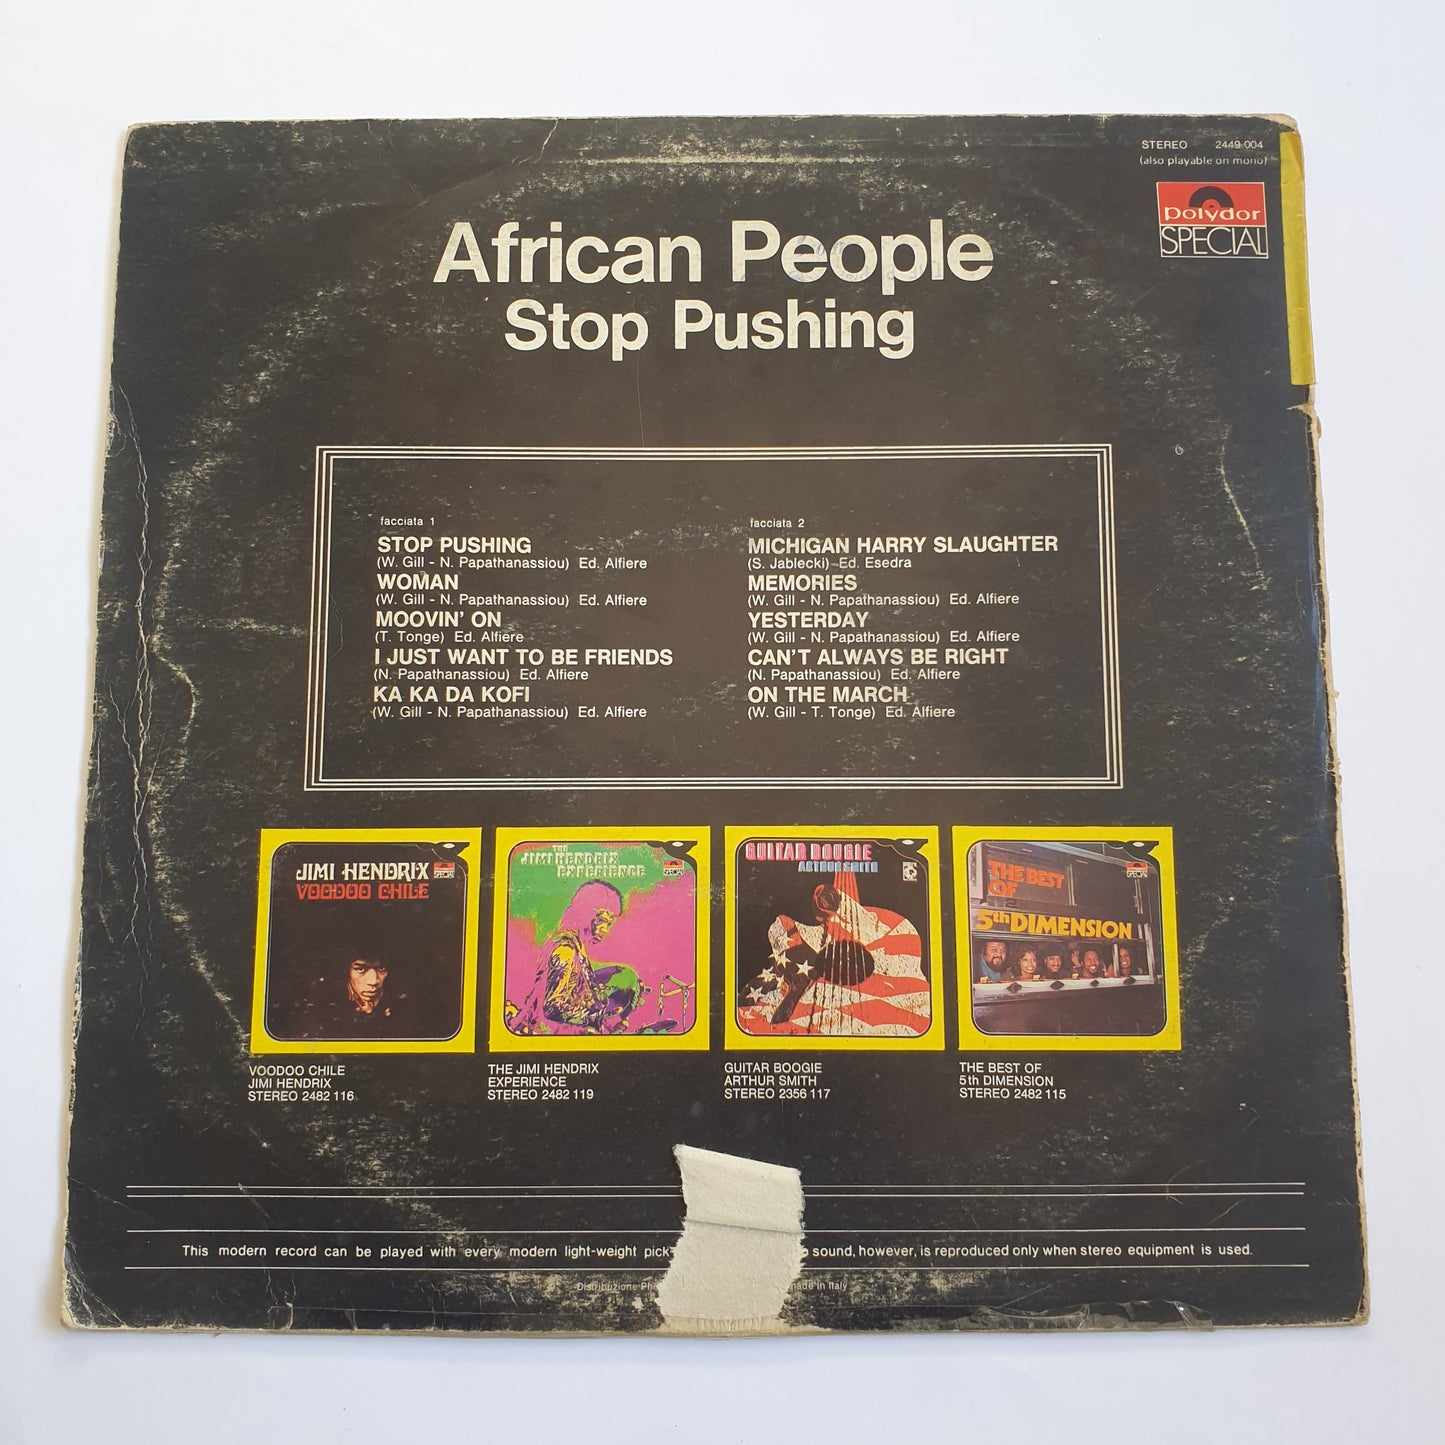 STEREO 2449 004
(also playable on mono)
polydor
SPECIAL
African People
Stop Pushing
facciata 1
STOP PUSHING
(W. Gill - N. Papathanassiou) Ed. Alfiere
WOMAN
(W. Gill - N. Papathanassiou) Ed. Alfiere
MOOVIN' ON
(T. Tonge) Ed. Alfiere
I JUST WANT TO BE FRIENDS
(N. Papathanassiou) Ed. Alfiere
KA KA DA KOFI
(W. Gill - N. Papathanassiou) Ed. Alfiere
facciata 2
MICHIGAN HARRY SLAUGHTER
(S. Jablecki) Ed. Esedra
MEMORIES
(W. Gill - N. Papathanassiou) Ed. Alfiere
YESTERDAY
(W. Gill - N. Papathanassiou) Ed. Alfiere
CAN'T ALWAYS BE RIGHT
(N. Papathanassiou) Ed. Alfiere
ON THE MARCH
(W. Gill - T. Tonge) Ed. Alfiere
JIMI HENDRIX
VOODOO CHILE
THE
JIMI HENDRIX
EXPERIENCE
GUITAR BOOGIE
ARTHUR SMITH
THE BEST
OF
5th DIMENSION
VOODOO CHILE
JIMI HENDRIX
STEREO 2482 116
THE JIMI HENDRIX
EXPERIENCE
STEREO 2482 119
GUITAR BOOGIE
ARTHUR SMITH
STEREO 2356 117
THE BEST OF
5th DIMENSION
STEREO 2482 115
This modern record can be played with every modern light-weight pick- sound, however, is reproduced only when stereo equipment is used.
Distribuzione made in Italy